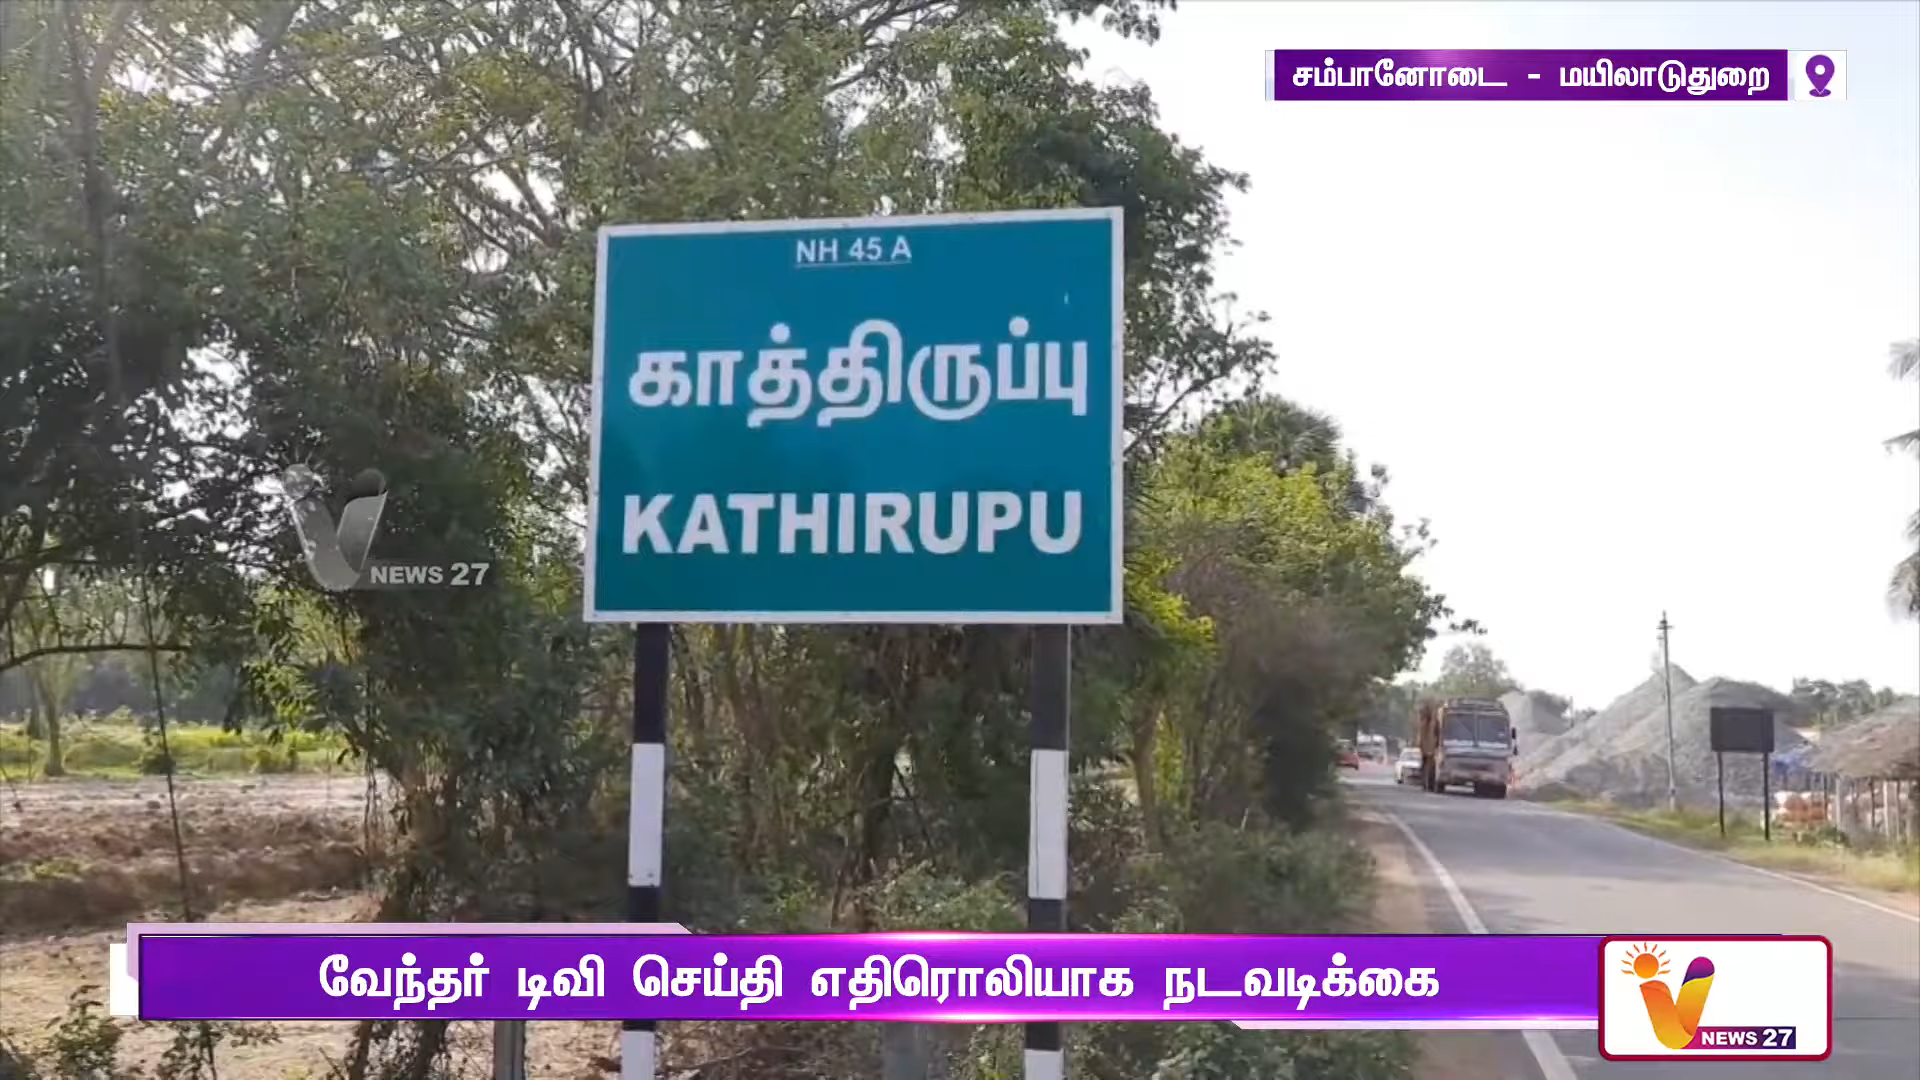 சம்பானோடை - மயிலாடுதுறை
NH 45 A
காத்திருப்பு
KATHIRUPU
NEWS 27
வேந்தர் டிவி செய்தி எதிரொலியாக நடவடிக்கை
NEWS 27